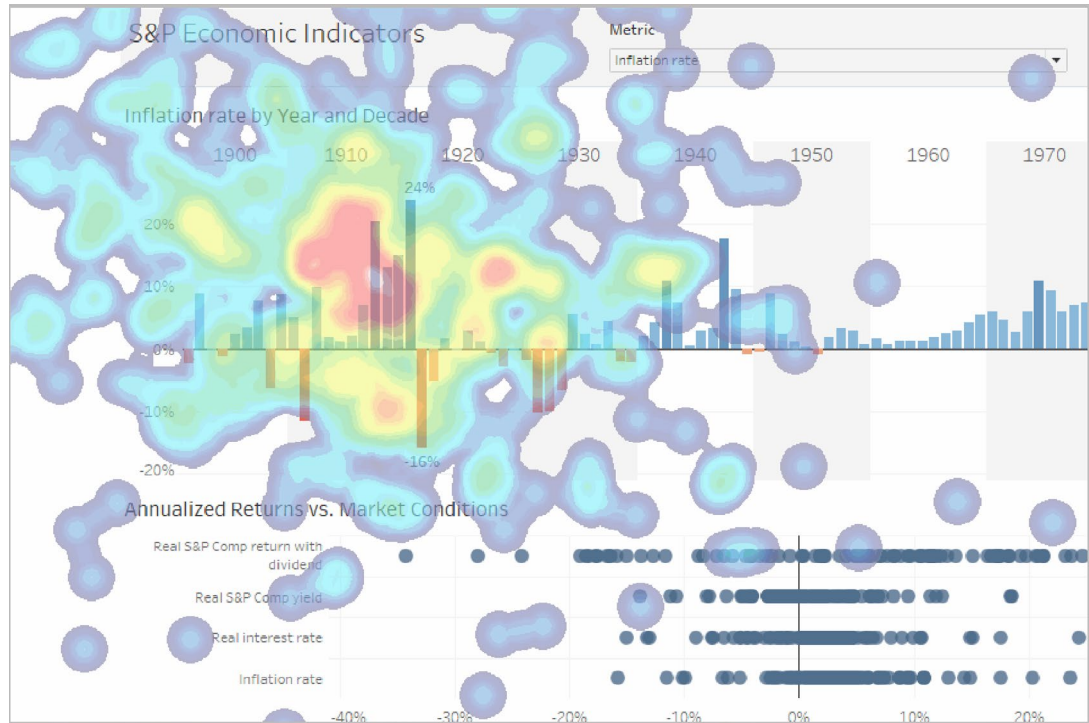 S&P Economic Indicators
Metric
Inflation rate
Inflation rate by Year and Decade
1900 1910 1920 1930 1940 1950 1960 1970
24%
20%
10%
0%
-10%
-16%
-20%
Annualized Returns vs. Market Conditions
Real S&P Comp return with
dividend
Real S&P Comp yield
Real interest rate
Inflation rate
-40% -30% -20% -10% 0% 10% 20%